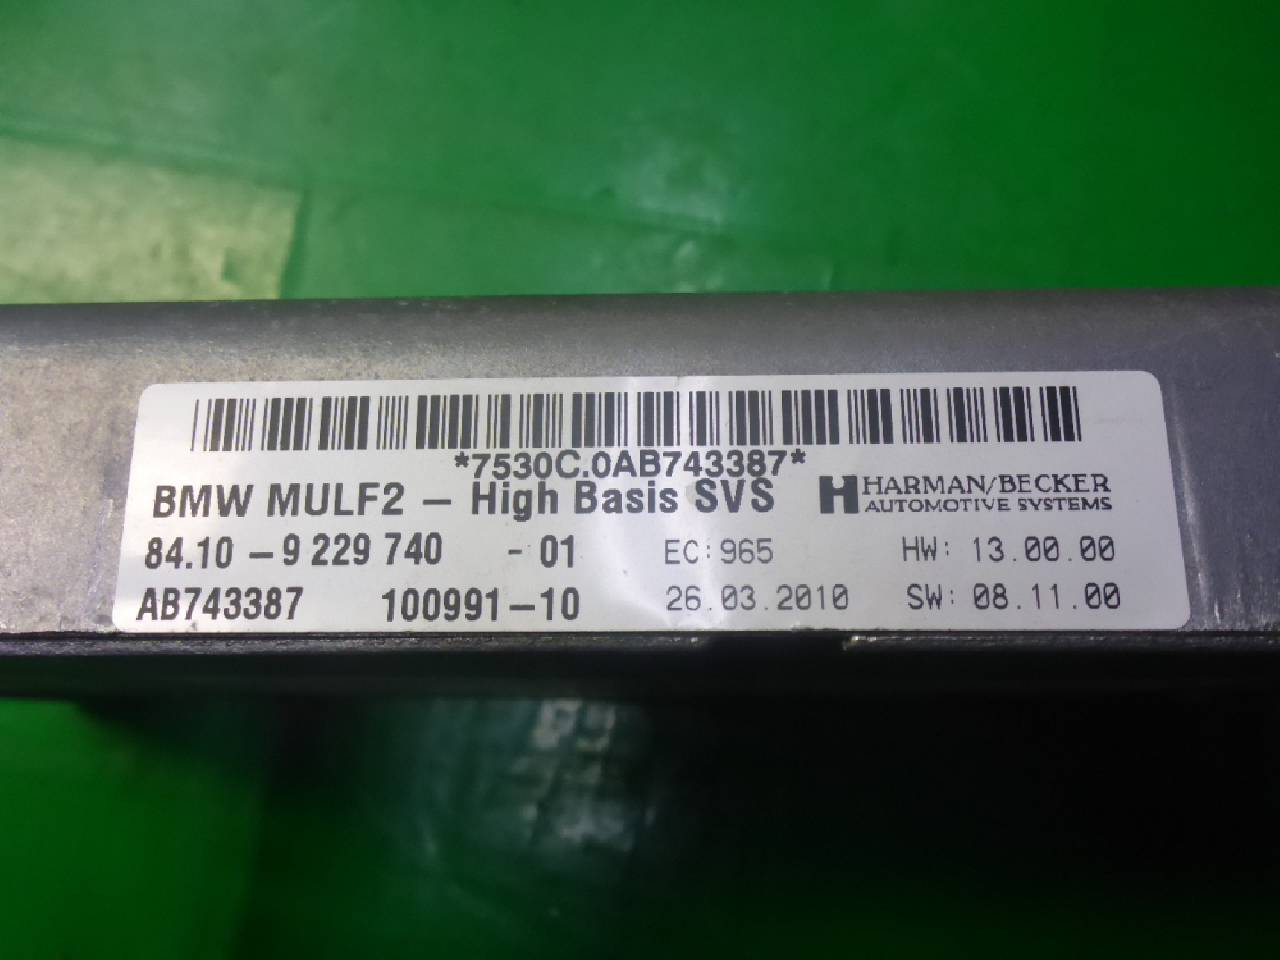 *7530C.0AB743387*
BMW MULF2 – High Basis SVS
HARMAN/BECKER
AUTOMOTIVE SYSTEMS
84.10 – 9 229 740 - 01 EC:965 HW: 13.00.00
AB743387 100991–10 26.03.2010 SW: 08.11.00